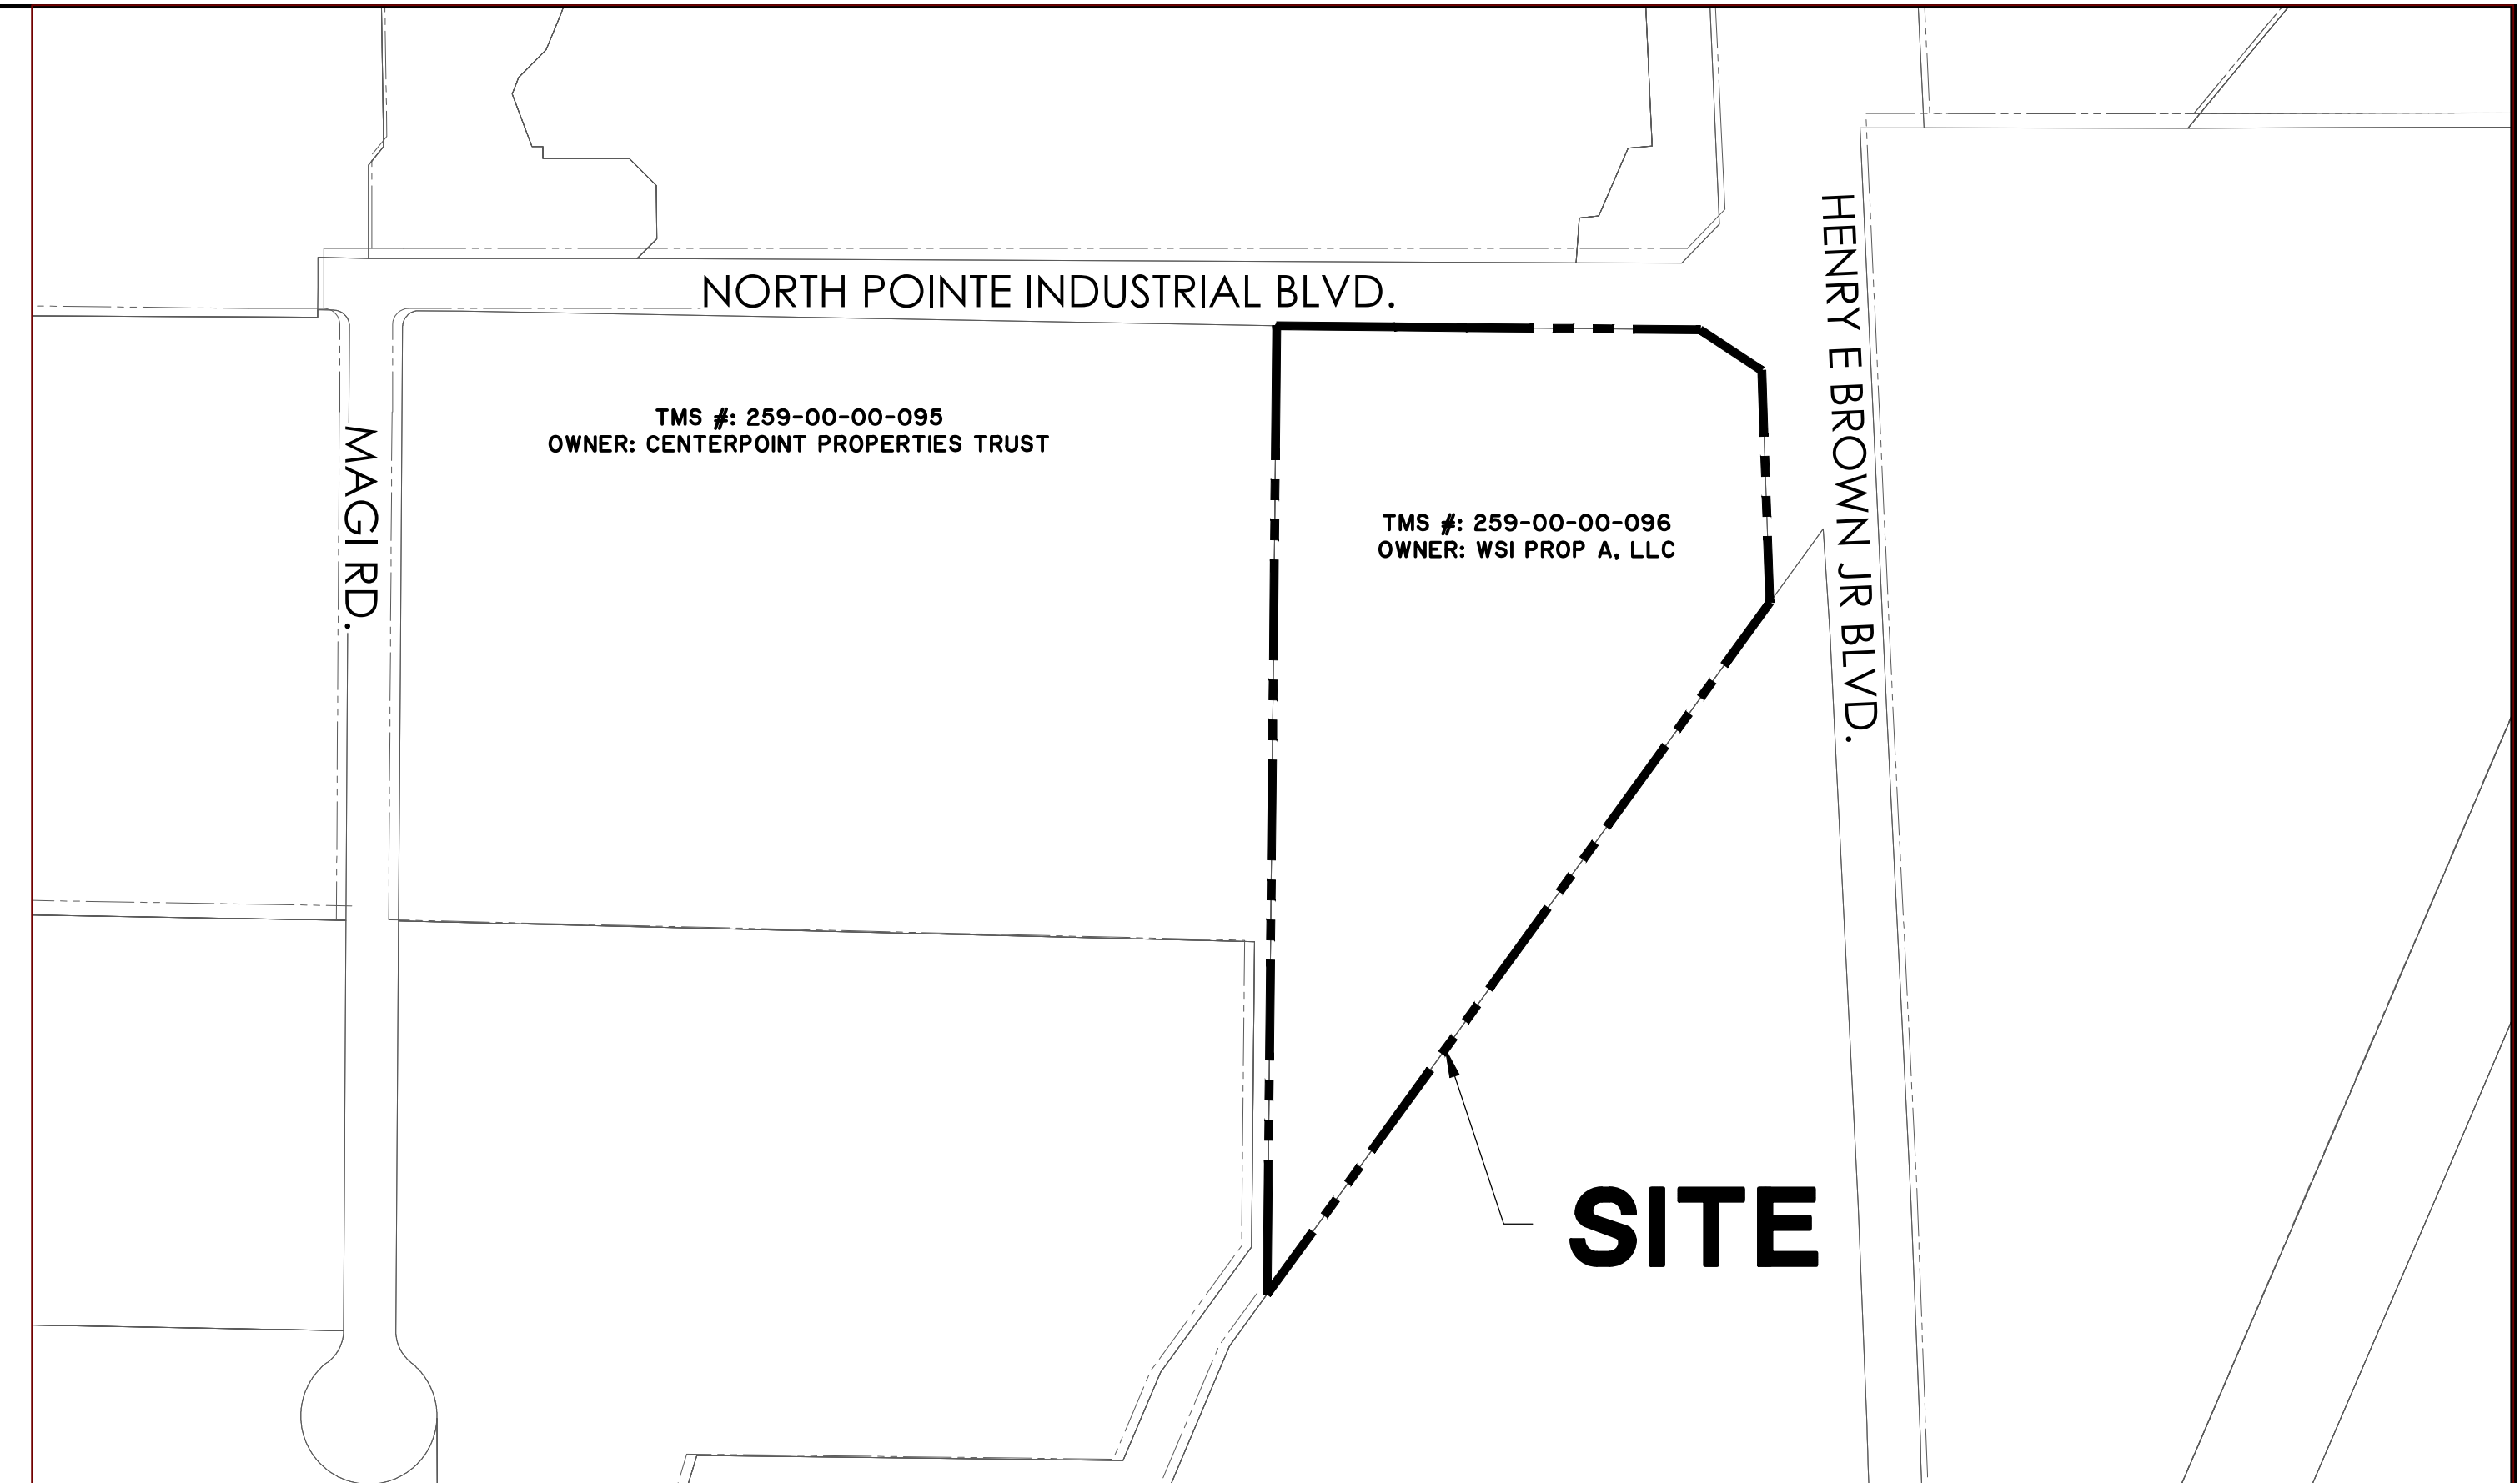 NORTH POINTE INDUSTRIAL BLVD.
HENRY E BROWN JR BLVD.
MAGI RD.
TMS #: 259-00-00-095
OWNER: CENTERPOINT PROPERTIES TRUST
TMS #: 259-00-00-096
OWNER: WSI PROP A, LLC
SITE